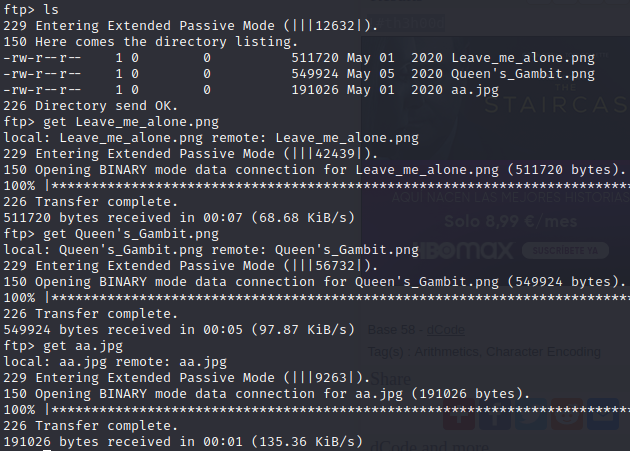 ftp> ls
229 Entering Extended Passive Mode (|||12632|).
150 Here comes the directory listing.
-rw-r--r--    1 0        0          511720 May 01  2020 Leave_me_alone.png
-rw-r--r--    1 0        0          549924 May 05  2020 Queen's_Gambit.png
-rw-r--r--    1 0        0          191026 May 01  2020 aa.jpg
226 Directory send OK.
ftp> get Leave_me_alone.png
local: Leave_me_alone.png remote: Leave_me_alone.png
229 Entering Extended Passive Mode (|||42439|).
150 Opening BINARY mode data connection for Leave_me_alone.png (511720 bytes).
100% |***********************************************************************
226 Transfer complete.
511720 bytes received in 00:07 (68.68 KiB/s)
ftp> get Queen's_Gambit.png
local: Queen's_Gambit.png remote: Queen's_Gambit.png
229 Entering Extended Passive Mode (|||56732|).
150 Opening BINARY mode data connection for Queen's_Gambit.png (549924 bytes).
100% |***********************************************************************
226 Transfer complete.
549924 bytes received in 00:05 (97.87 KiB/s)
ftp> get aa.jpg
local: aa.jpg remote: aa.jpg
229 Entering Extended Passive Mode (|||9263|).
150 Opening BINARY mode data connection for aa.jpg (191026 bytes).
100% |***********************************************************************
226 Transfer complete.
191026 bytes received in 00:01 (135.36 KiB/s)
THE
STAIRCAS
AQUÍ NACEN LAS MEJORES HISTORIAS
Solo 8,99 €/mes
HBOMAX
Base 58 - dCode
Tag(s) : Arithmetics, Character Encoding
Share
dCode and more